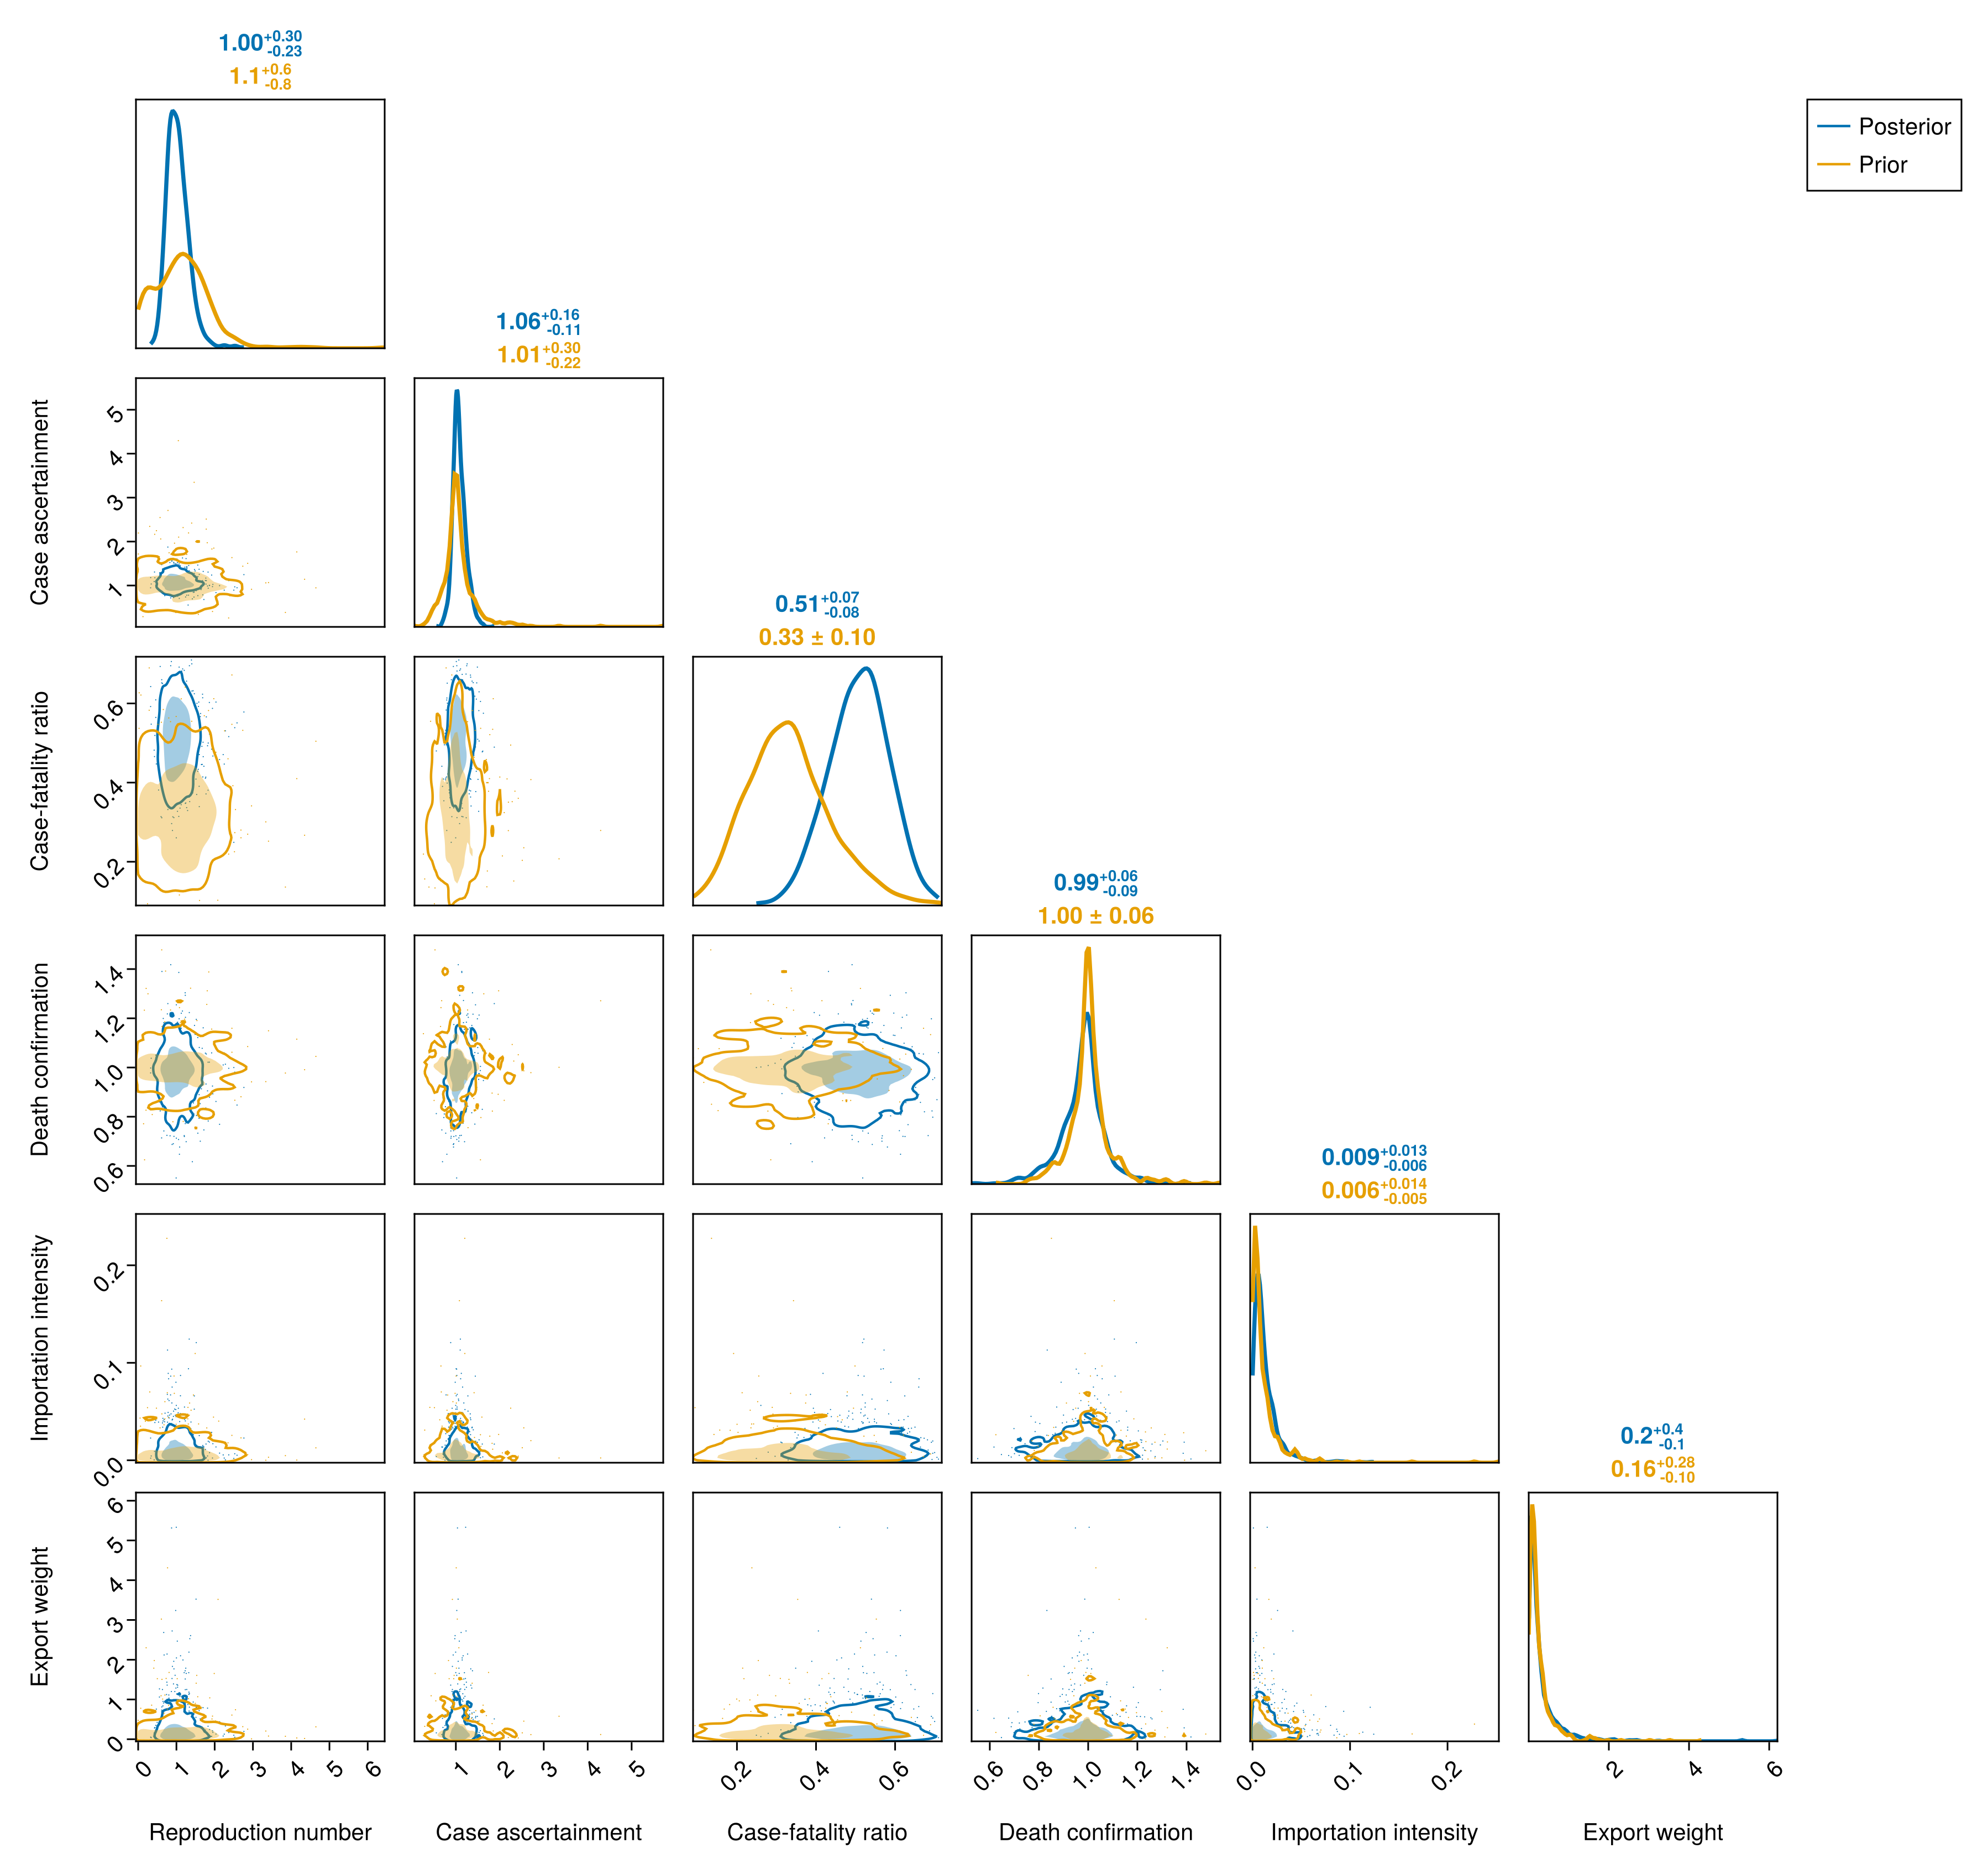 1.00+0.30-0.23
1.1+0.6-0.8
Posterior
Prior
1.06+0.16-0.11
1.01+0.30-0.22
Case ascertainment
5
4
3
2
1
0.51+0.07-0.08
0.33 ± 0.10
Case-fatality ratio
0.6
0.4
0.2
0.99+0.06-0.09
1.00 ± 0.06
Death confirmation
1.4
1.2
1.0
0.8
0.6
0.009+0.013-0.006
0.006+0.014-0.005
Importation intensity
0.2
0.1
0.0
0.2+0.4-0.1
0.16+0.28-0.10
Export weight
6
5
4
3
2
1
0
0 1 2 3 4 5 6
1 2 3 4 5
0.2 0.4 0.6
0.6 0.8 1.0 1.2 1.4
0.0 0.1 0.2
2 4 6
Reproduction number
Case ascertainment
Case-fatality ratio
Death confirmation
Importation intensity
Export weight